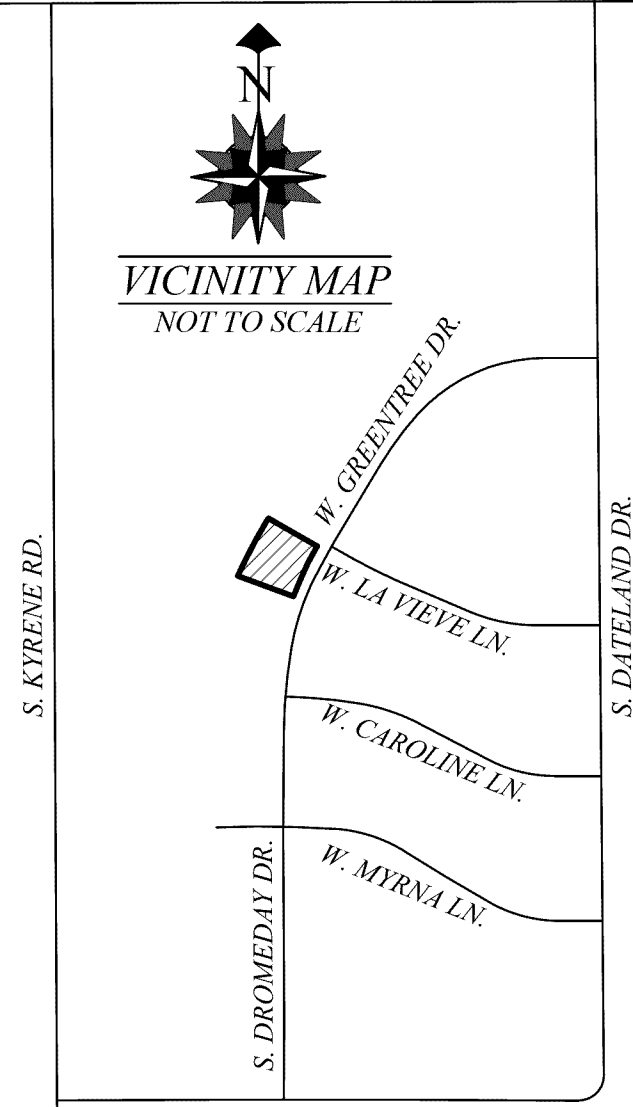 N
VICINITY MAP
NOT TO SCALE
W. GREENTREE DR.
S. KYRENE RD.
S. DATELAND DR.
W. LA VIEVE LN.
W. CAROLINE LN.
W. MYRNA LN.
S. DROMEDAY DR.